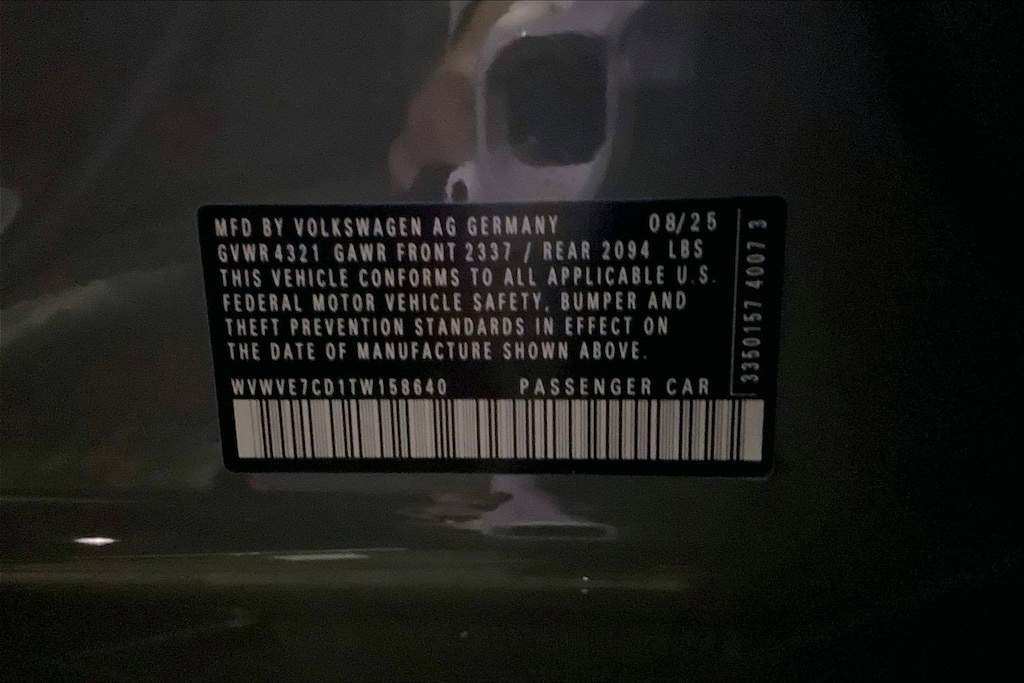 MFD BY VOLKSWAGEN AG GERMANY 08/25
GVWR 4321 GAWR FRONT 2337 / REAR 2094 LBS
THIS VEHICLE CONFORMS TO ALL APPLICABLE U.S.
FEDERAL MOTOR VEHICLE SAFETY, BUMPER AND
THEFT PREVENTION STANDARDS IN EFFECT ON
THE DATE OF MANUFACTURE SHOWN ABOVE.
WVWVE7CD1TW158640 PASSENGER CAR
3350157 4007 3